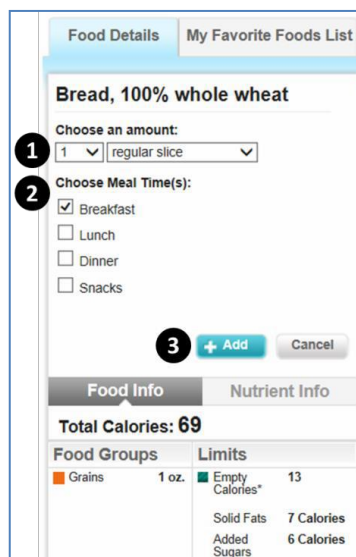 Food Details My Favorite Foods List
Bread, 100% whole wheat
Choose an amount:
1 1 regular slice
2 Choose Meal Time(s):
Breakfast
Lunch
Dinner
Snacks
3 + Add Cancel
Food Info Nutrient Info
Total Calories: 69
Food Groups Limits
Grains 1 oz. Empty Calories* 13
Solid Fats 7 Calories
Added Sugars 6 Calories